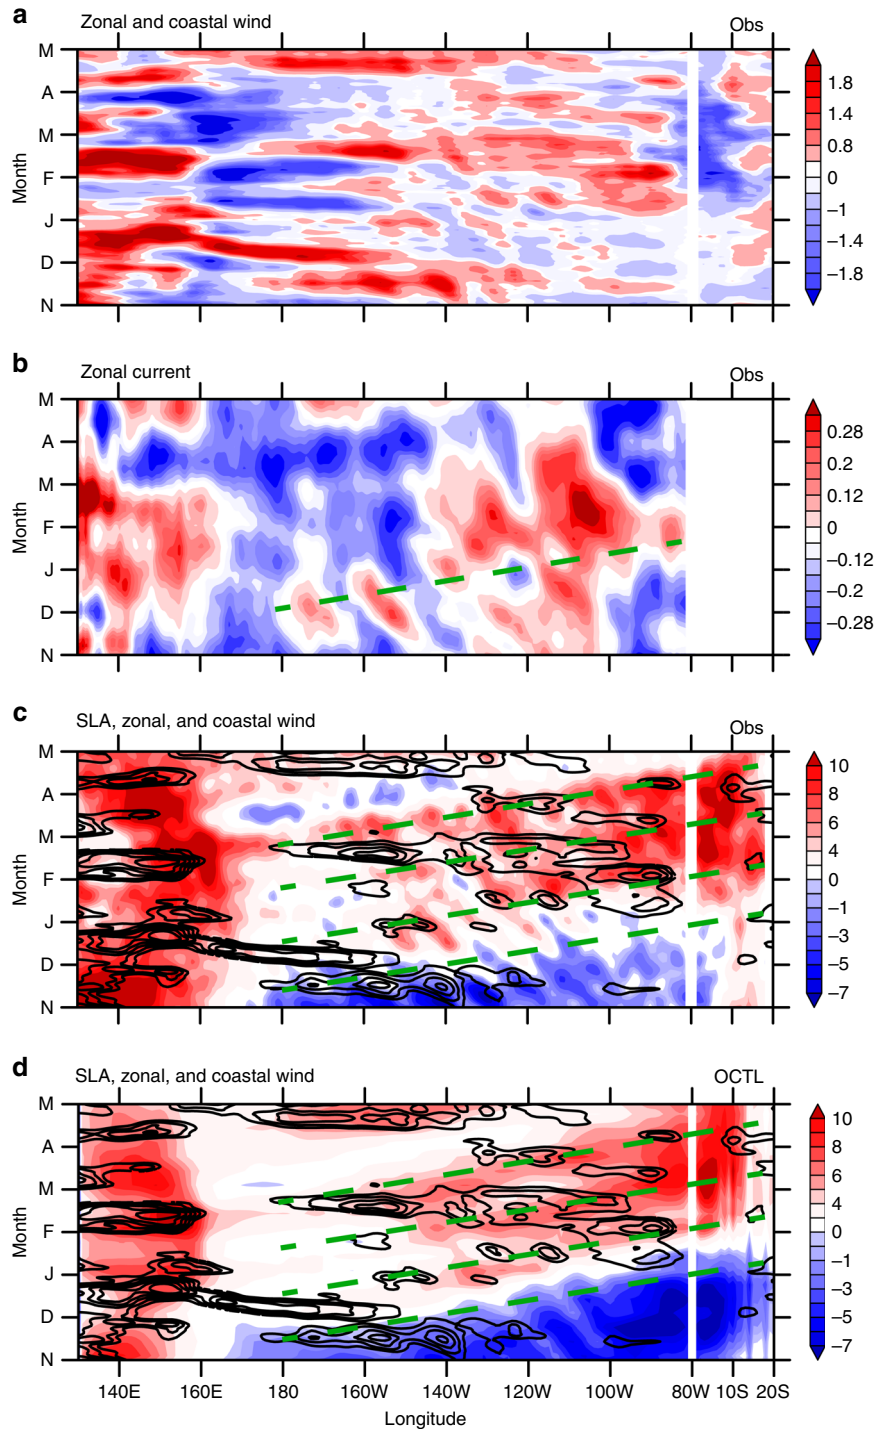 a
Zonal and coastal wind
Obs
M
A
M
F
J
D
N
Month
1.8
1.4
0.8
0
–1
–1.4
–1.8
b
Zonal current
Obs
M
A
M
F
J
D
N
Month
0.28
0.2
0.12
0
–0.12
–0.2
–0.28
c
SLA, zonal, and coastal wind
Obs
M
A
M
F
J
D
N
Month
10
8
6
4
0
–1
–3
–5
–7
d
SLA, zonal, and coastal wind
OCTL
M
A
M
F
J
D
N
Month
10
8
6
4
0
–1
–3
–5
–7
140E 160E 180 160W 140W 120W 100W 80W 10S 20S
Longitude